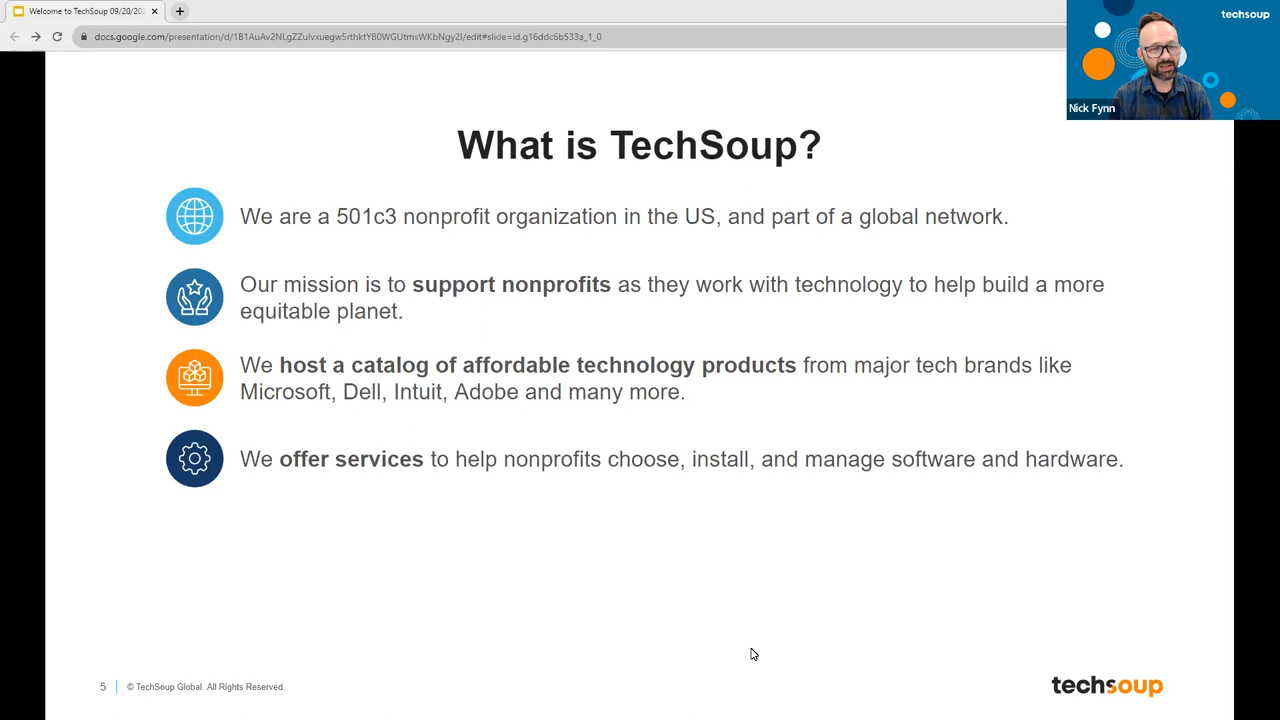 Welcome to TechSoup 09/20/20
docs.google.com/presentation/d/1B1AuAv2NLgZZulvxuegw5rthktYB0WGUtmsWKbNgy2I/edit#slide=id.g16ddc6b533a_1_0
techsoup
Nick Fynn
What is TechSoup?
We are a 501c3 nonprofit organization in the US, and part of a global network.
Our mission is to support nonprofits as they work with technology to help build a more
equitable planet.
We host a catalog of affordable technology products from major tech brands like
Microsoft, Dell, Intuit, Adobe and many more.
We offer services to help nonprofits choose, install, and manage software and hardware.
5
© TechSoup Global. All Rights Reserved.
techsoup